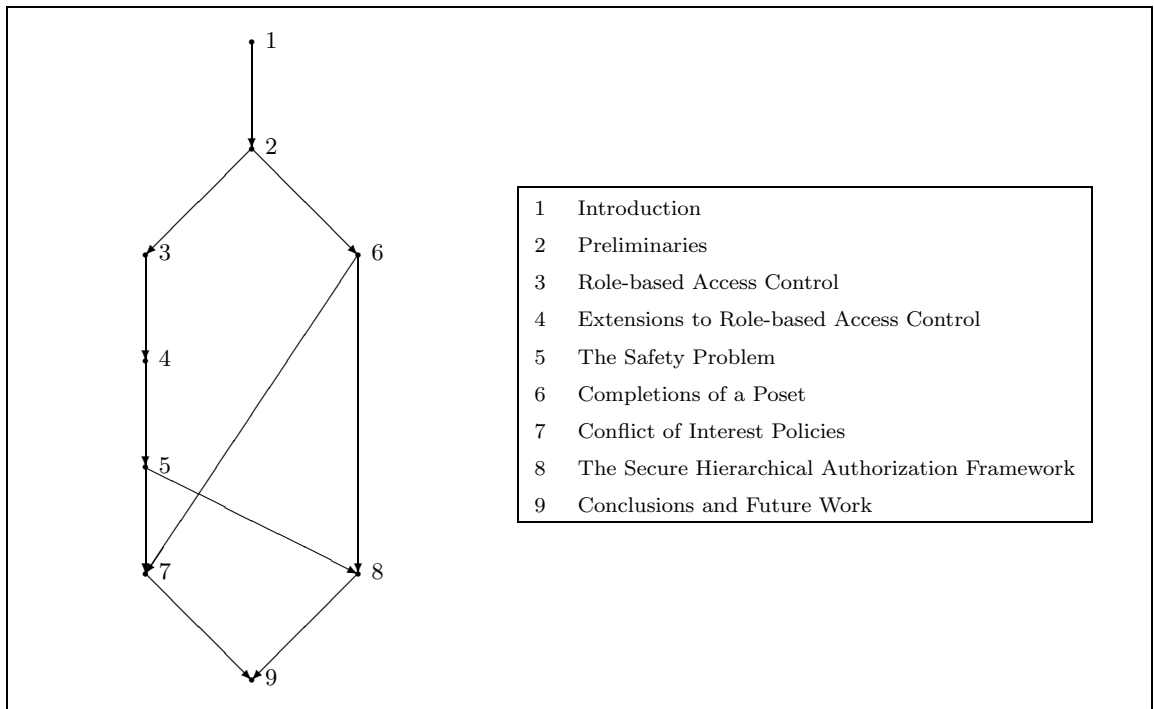 1
2
3
6
4
5
7
8
9
1 Introduction
2 Preliminaries
3 Role-based Access Control
4 Extensions to Role-based Access Control
5 The Safety Problem
6 Completions of a Poset
7 Conflict of Interest Policies
8 The Secure Hierarchical Authorization Framework
9 Conclusions and Future Work